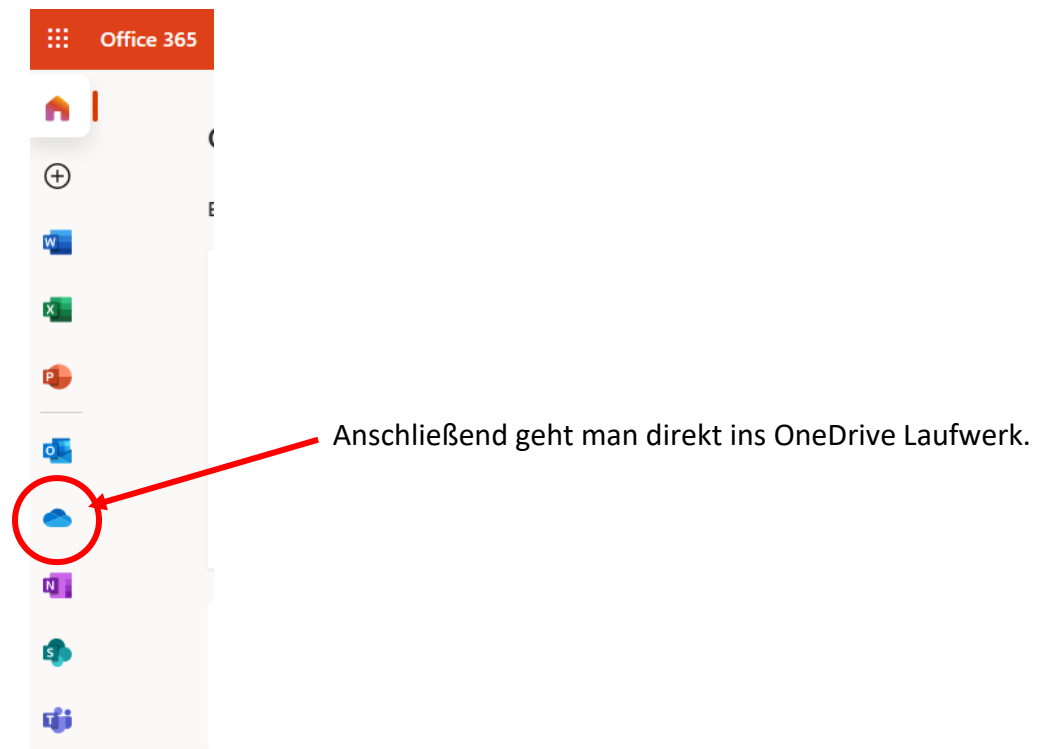 Office 365
W
X
P
O
Anschließend geht man direkt ins OneDrive Laufwerk.
N
S
T